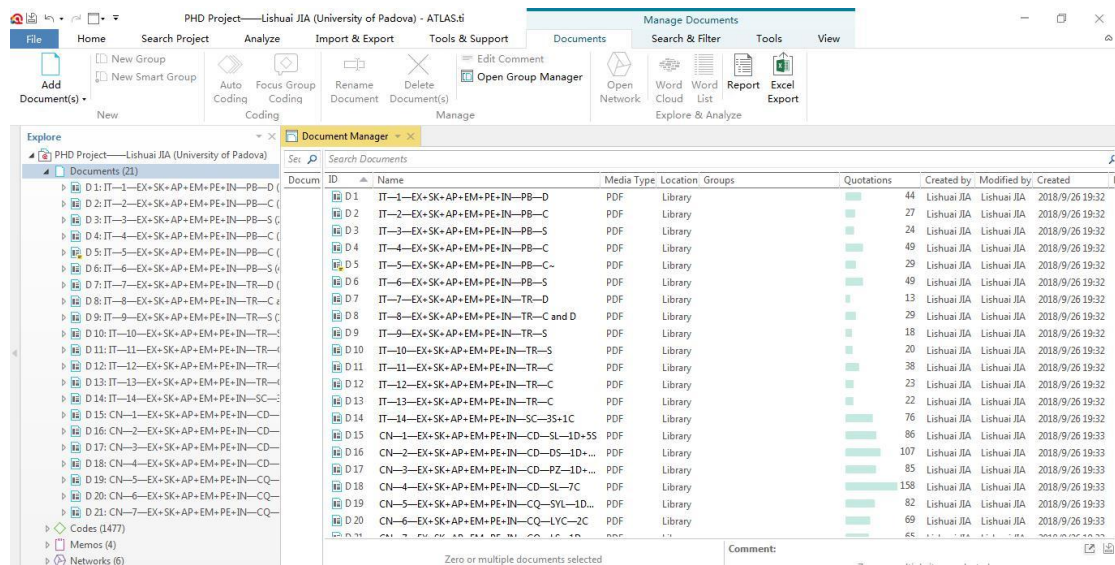 PHD Project——Lishuai JIA (University of Padova) - ATLAS.ti
Manage Documents
File Home Search Project Analyze Import & Export Tools & Support Documents Search & Filter Tools View
Add Document(s)
New Group
New Smart Group
New
Auto Coding
Focus Group Coding
Coding
Rename Document
Delete Document(s)
Edit Comment
Open Group Manager
Manage
Open Network
Word Cloud
Word List
Report
Excel Export
Explore & Analyze
Explore
PHD Project——Lishuai JIA (University of Padova)
Documents (21)
D 1: IT—1—EX+SK+AP+EM+PE+IN—PB—D (
D 2: IT—2—EX+SK+AP+EM+PE+IN—PB—C (
D 3: IT—3—EX+SK+AP+EM+PE+IN—PB—S (
D 4: IT—4—EX+SK+AP+EM+PE+IN—PB—C (
D 5: IT—5—EX+SK+AP+EM+PE+IN—PB—C (
D 6: IT—6—EX+SK+AP+EM+PE+IN—PB—S (
D 7: IT—7—EX+SK+AP+EM+PE+IN—TR—D (
D 8: IT—8—EX+SK+AP+EM+PE+IN—TR—C
D 9: IT—9—EX+SK+AP+EM+PE+IN—TR—S (
D 10: IT—10—EX+SK+AP+EM+PE+IN—TR—
D 11: IT—11—EX+SK+AP+EM+PE+IN—TR—
D 12: IT—12—EX+SK+AP+EM+PE+IN—TR—
D 13: IT—13—EX+SK+AP+EM+PE+IN—TR—
D 14: IT—14—EX+SK+AP+EM+PE+IN—SC—
D 15: CN—1—EX+SK+AP+EM+PE+IN—CD—
D 16: CN—2—EX+SK+AP+EM+PE+IN—CD—
D 17: CN—3—EX+SK+AP+EM+PE+IN—CD—
D 18: CN—4—EX+SK+AP+EM+PE+IN—CD—
D 19: CN—5—EX+SK+AP+EM+PE+IN—CQ—
D 20: CN—6—EX+SK+AP+EM+PE+IN—CQ—
D 21: CN—7—EX+SK+AP+EM+PE+IN—CQ—
Codes (1477)
Memos (4)
Networks (6)
Document Manager
Search Documents
Docum ID Name Media Type Location Groups Quotations Created by Modified by Created
D 1 IT—1—EX+SK+AP+EM+PE+IN—PB—D PDF Library 44 Lishuai JIA Lishuai JIA 2018/9/26 19:32
D 2 IT—2—EX+SK+AP+EM+PE+IN—PB—C PDF Library 27 Lishuai JIA Lishuai JIA 2018/9/26 19:32
D 3 IT—3—EX+SK+AP+EM+PE+IN—PB—S PDF Library 24 Lishuai JIA Lishuai JIA 2018/9/26 19:32
D 4 IT—4—EX+SK+AP+EM+PE+IN—PB—C PDF Library 49 Lishuai JIA Lishuai JIA 2018/9/26 19:32
D 5 IT—5—EX+SK+AP+EM+PE+IN—PB—C~ PDF Library 29 Lishuai JIA Lishuai JIA 2018/9/26 19:32
D 6 IT—6—EX+SK+AP+EM+PE+IN—PB—S PDF Library 49 Lishuai JIA Lishuai JIA 2018/9/26 19:32
D 7 IT—7—EX+SK+AP+EM+PE+IN—TR—D PDF Library 13 Lishuai JIA Lishuai JIA 2018/9/26 19:32
D 8 IT—8—EX+SK+AP+EM+PE+IN—TR—C and D PDF Library 29 Lishuai JIA Lishuai JIA 2018/9/26 19:32
D 9 IT—9—EX+SK+AP+EM+PE+IN—TR—S PDF Library 18 Lishuai JIA Lishuai JIA 2018/9/26 19:32
D 10 IT—10—EX+SK+AP+EM+PE+IN—TR—S PDF Library 20 Lishuai JIA Lishuai JIA 2018/9/26 19:32
D 11 IT—11—EX+SK+AP+EM+PE+IN—TR—C PDF Library 38 Lishuai JIA Lishuai JIA 2018/9/26 19:32
D 12 IT—12—EX+SK+AP+EM+PE+IN—TR—C PDF Library 23 Lishuai JIA Lishuai JIA 2018/9/26 19:32
D 13 IT—13—EX+SK+AP+EM+PE+IN—TR—C PDF Library 22 Lishuai JIA Lishuai JIA 2018/9/26 19:32
D 14 IT—14—EX+SK+AP+EM+PE+IN—SC—3S+1C PDF Library 76 Lishuai JIA Lishuai JIA 2018/9/26 19:32
D 15 CN—1—EX+SK+AP+EM+PE+IN—CD—SL—1D+5S PDF Library 86 Lishuai JIA Lishuai JIA 2018/9/26 19:33
D 16 CN—2—EX+SK+AP+EM+PE+IN—CD—DS—1D+... PDF Library 107 Lishuai JIA Lishuai JIA 2018/9/26 19:33
D 17 CN—3—EX+SK+AP+EM+PE+IN—CD—PZ—1D+... PDF Library 85 Lishuai JIA Lishuai JIA 2018/9/26 19:33
D 18 CN—4—EX+SK+AP+EM+PE+IN—CD—SL—7C PDF Library 158 Lishuai JIA Lishuai JIA 2018/9/26 19:33
D 19 CN—5—EX+SK+AP+EM+PE+IN—CQ—SYL—1D... PDF Library 82 Lishuai JIA Lishuai JIA 2018/9/26 19:33
D 20 CN—6—EX+SK+AP+EM+PE+IN—CQ—LYC—2C PDF Library 69 Lishuai JIA Lishuai JIA 2018/9/26 19:33
Zero or multiple documents selected
Comment: